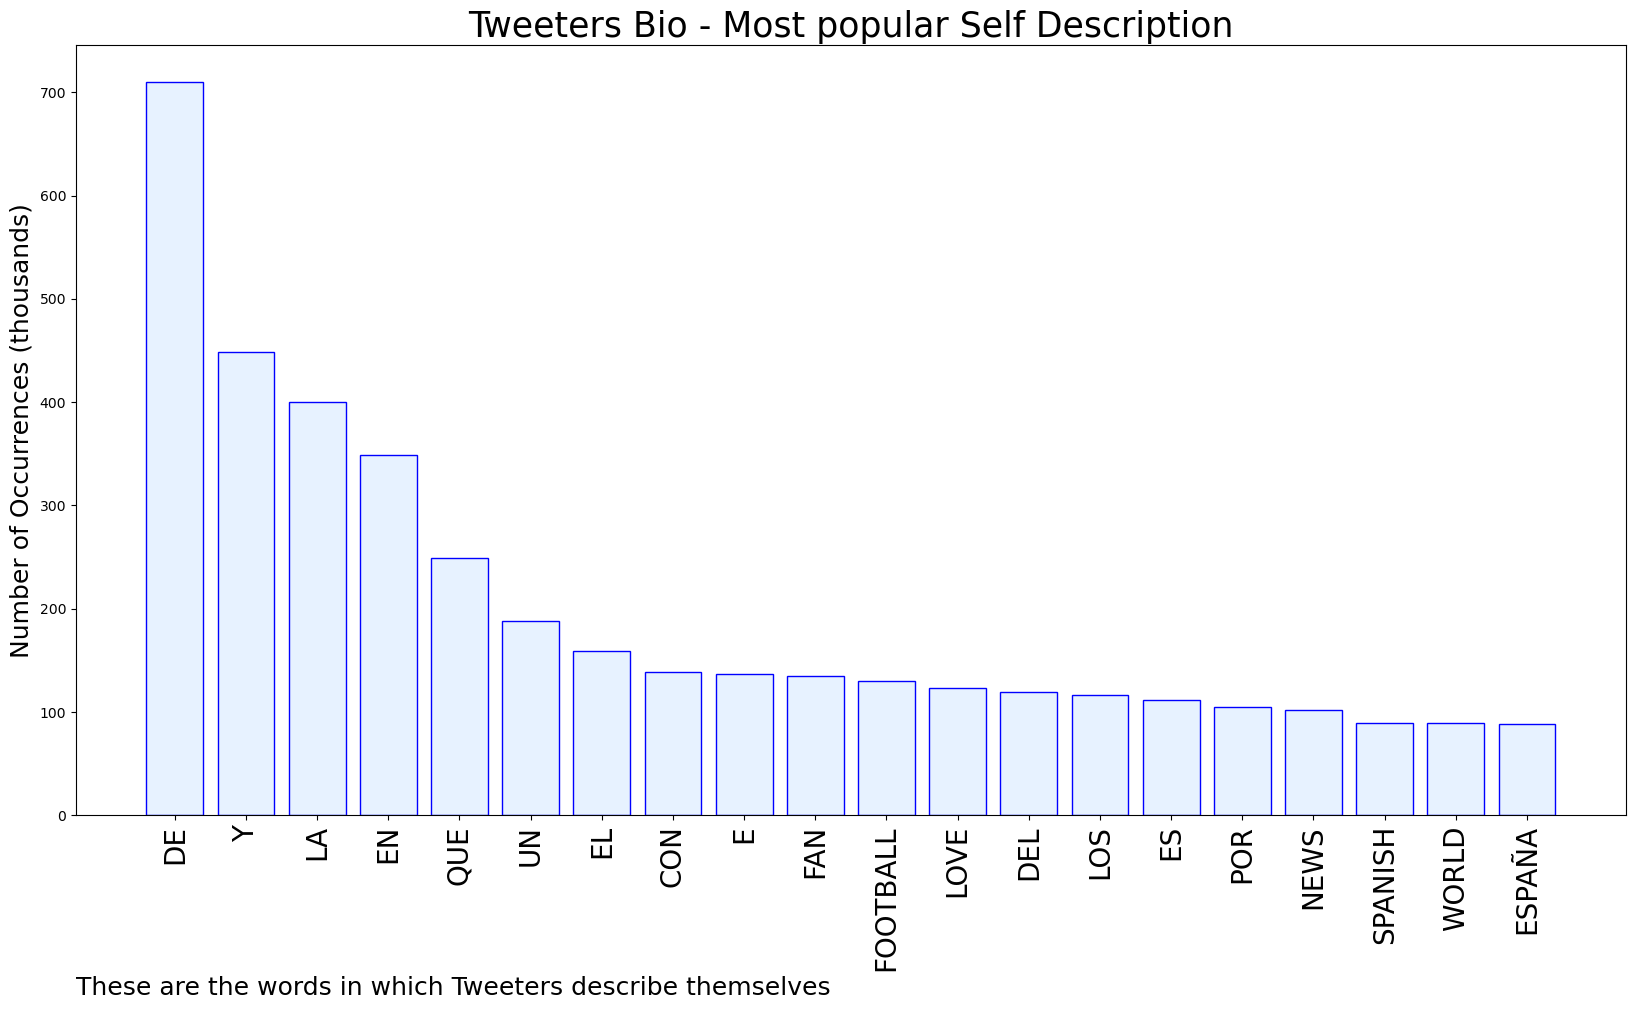 Tweeters Bio - Most popular Self Description
Number of Occurrences (thousands)
700
600
500
400
300
200
100
0
DE
Y
LA
EN
QUE
UN
EL
CON
E
FAN
FOOTBALL
LOVE
DEL
LOS
ES
POR
NEWS
SPANISH
WORLD
ESPAÑA
These are the words in which Tweeters describe themselves